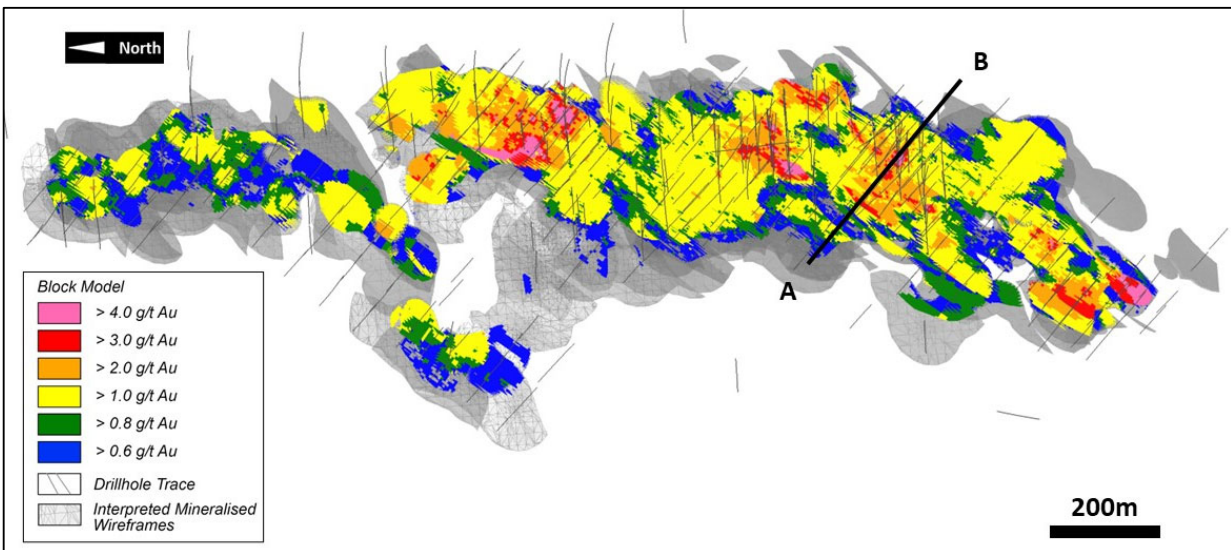 North
B
A
Block Model
> 4.0 g/t Au
> 3.0 g/t Au
> 2.0 g/t Au
> 1.0 g/t Au
> 0.8 g/t Au
> 0.6 g/t Au
Drillhole Trace
Interpreted Mineralised
Wireframes
200m